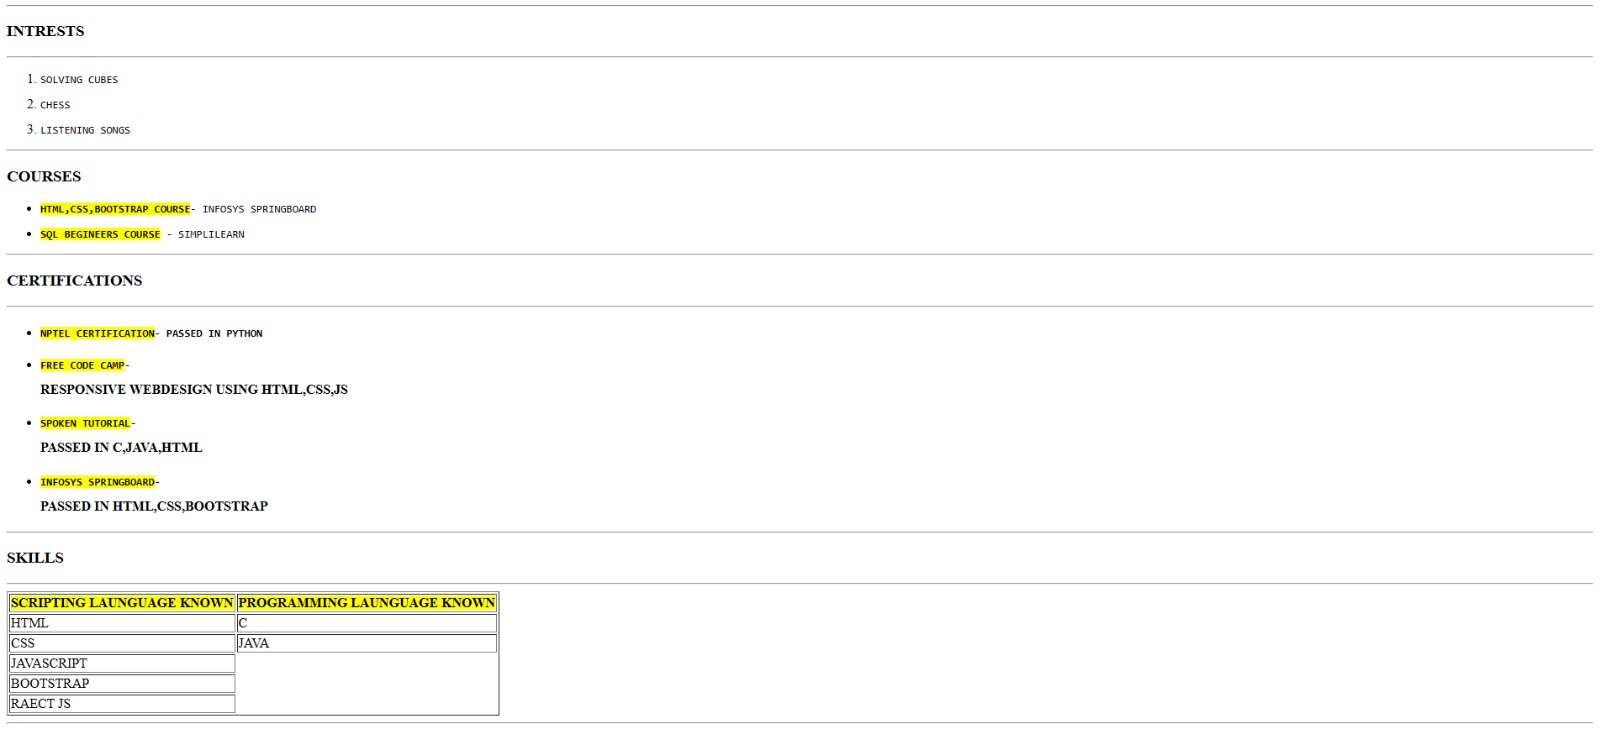 INTRESTS
1. SOLVING CUBES
2. CHESS
3. LISTENING SONGS
COURSES
• HTML,CSS,BOOTSTRAP COURSE- INFOSYS SPRINGBOARD
• SQL BEGINEERS COURSE - SIMPLILEARN
CERTIFICATIONS
• NPTEL CERTIFICATION- PASSED IN PYTHON
• FREE CODE CAMP-
RESPONSIVE WEBDESIGN USING HTML,CSS,JS
• SPOKEN TUTORIAL-
PASSED IN C,JAVA,HTML
• INFOSYS SPRINGBOARD-
PASSED IN HTML,CSS,BOOTSTRAP
SKILLS
SCRIPTING LAUNGUAGE KNOWN PROGRAMMING LAUNGUAGE KNOWN
HTML C
CSS JAVA
JAVASCRIPT
BOOTSTRAP
RAECT JS